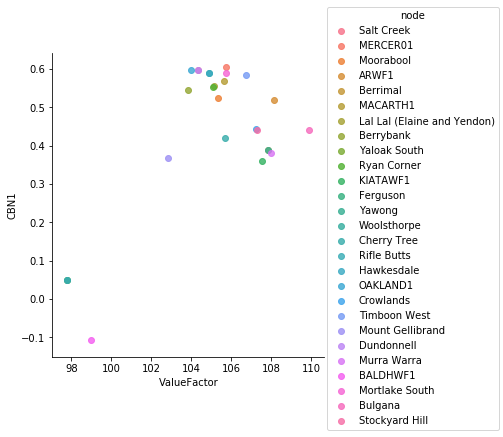 node
Salt Creek
MERCER01
Moorabool
ARWF1
Berrimal
MACARTH1
Lal Lal (Elaine and Yendon)
Berrybank
Yaloak South
Ryan Corner
KIATAWF1
Ferguson
Yawong
Woolsthorpe
Cherry Tree
Rifle Butts
Hawkesdale
OAKLAND1
Crowlands
Timboon West
Mount Gellibrand
Dundonnell
Murra Warra
BALDHWF1
Mortlake South
Bulgana
Stockyard Hill
CBN1
0.6
0.5
0.4
0.3
0.2
0.1
0.0
−0.1
98 100 102 104 106 108 110
ValueFactor